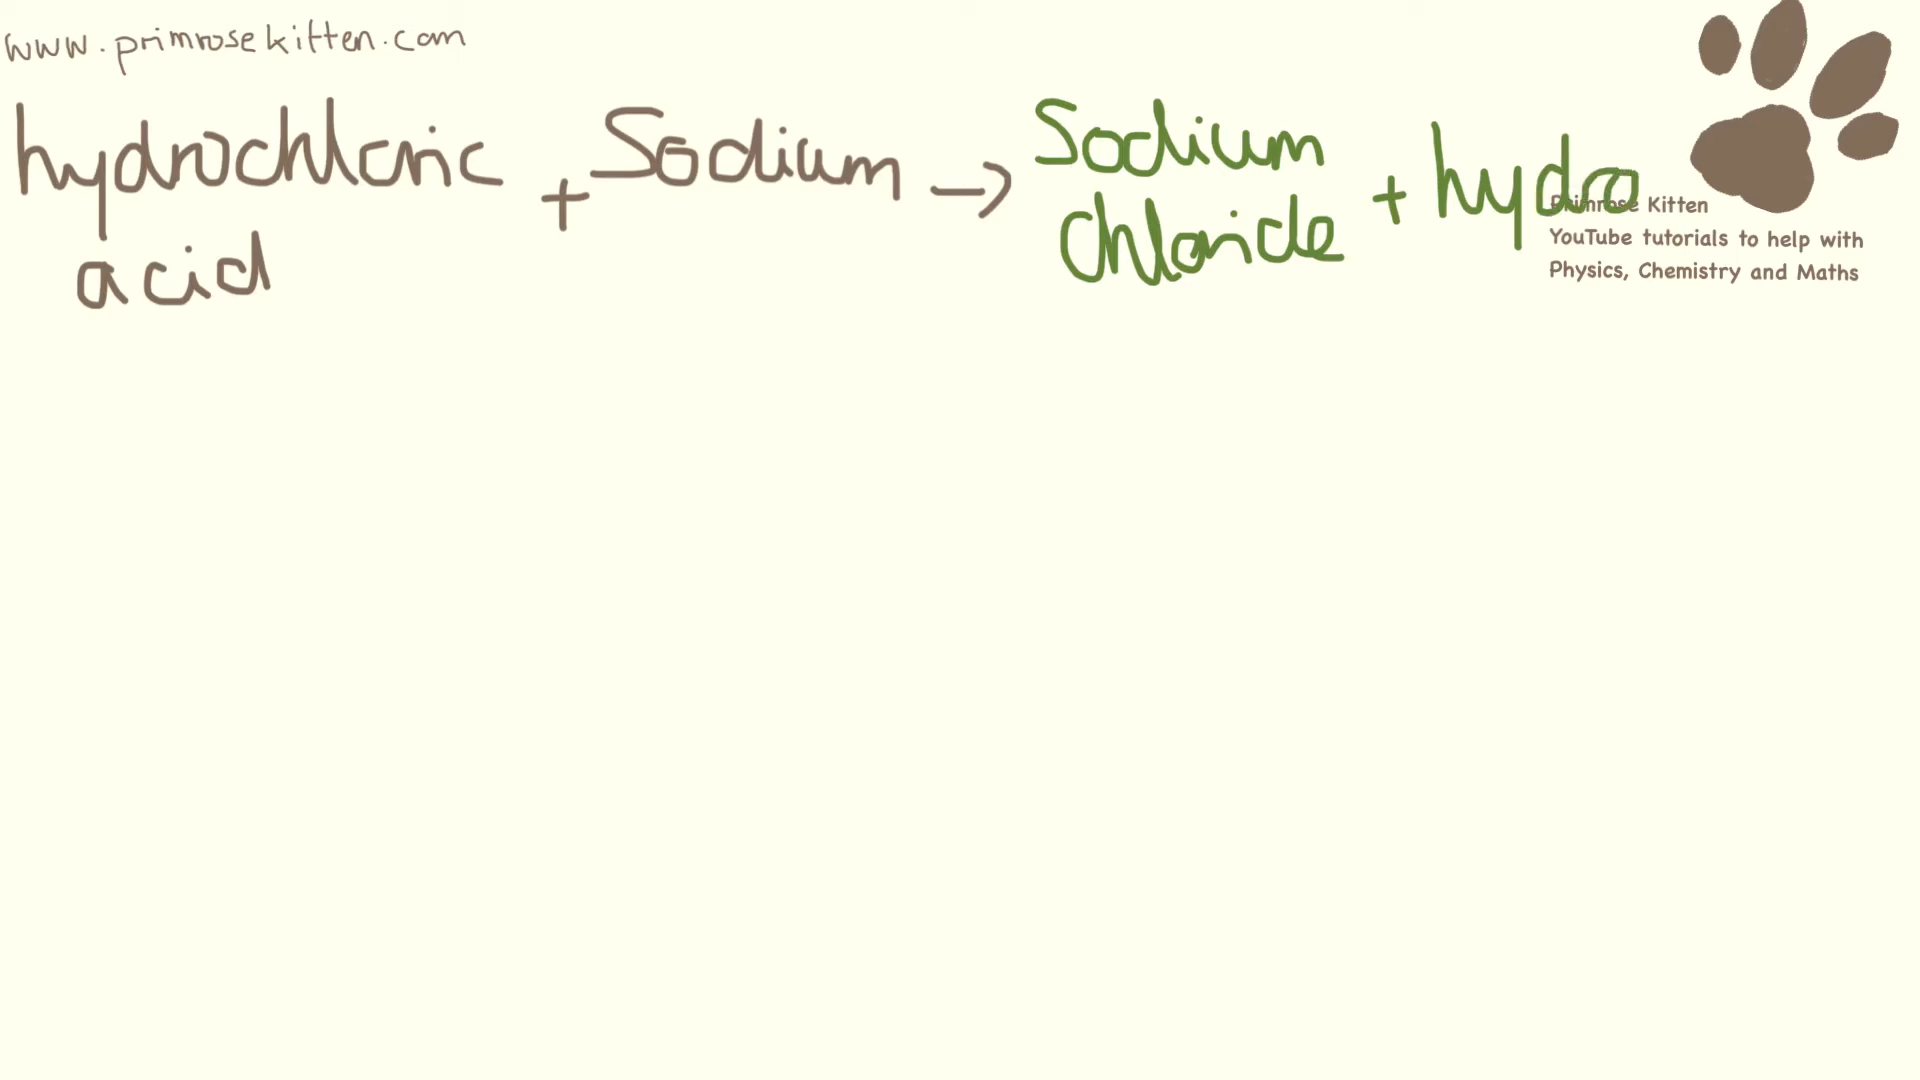 www.primrosekitten.com
hydrochloric + Sodium → Sodium + hydro
acid chloride
Primrose Kitten
YouTube tutorials to help with
Physics, Chemistry and Maths